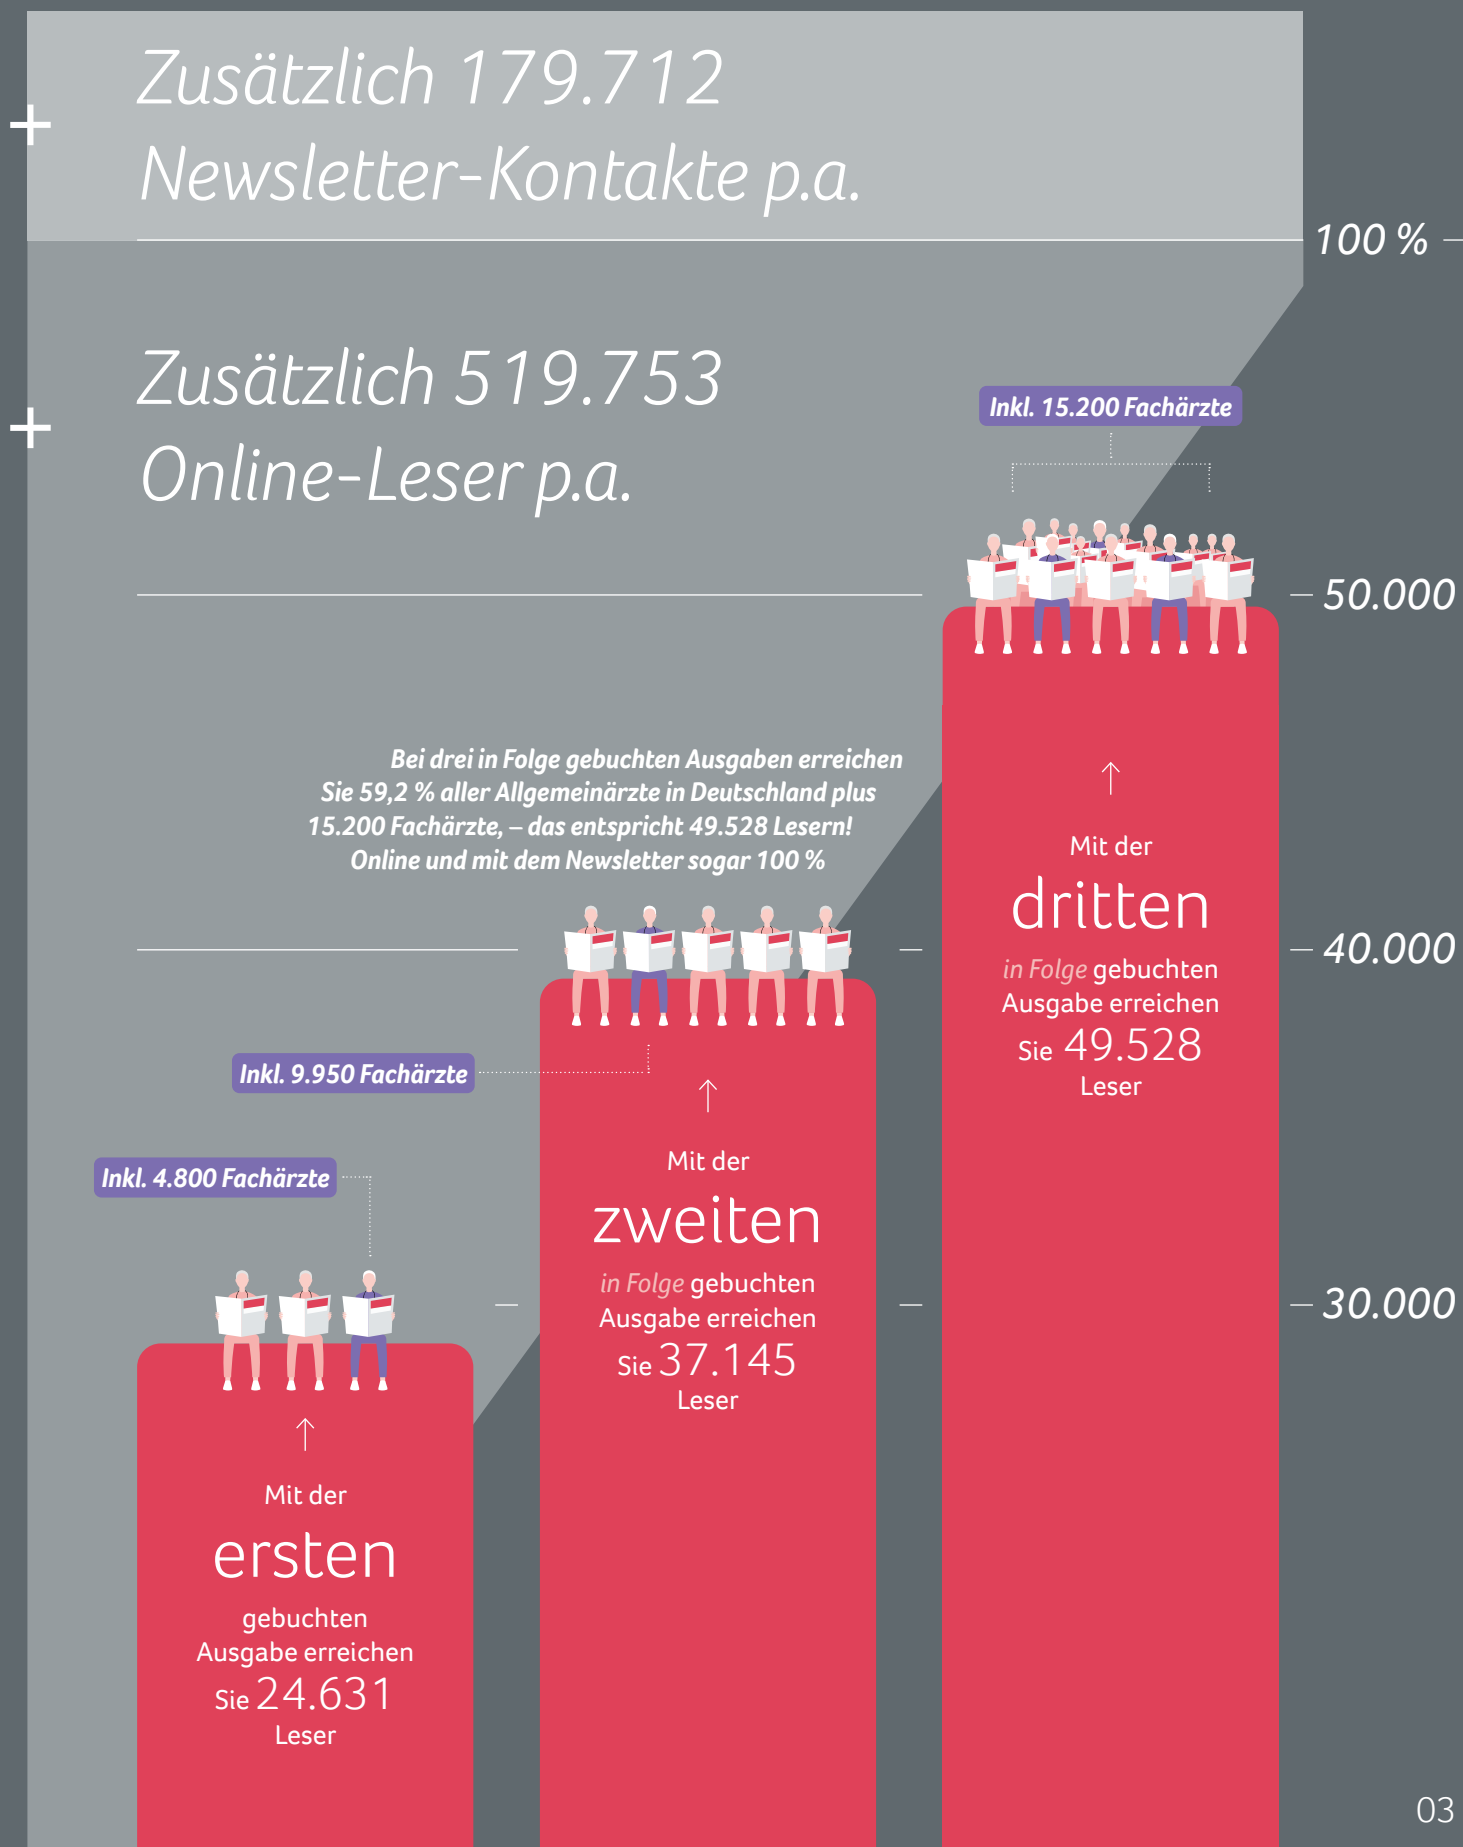 +
Zusätzlich 179.712
Newsletter-Kontakte p.a.
100 %
+
Zusätzlich 519.753
Online-Leser p.a.
Inkl. 15.200 Fachärzte
50.000
Bei drei in Folge gebuchten Ausgaben erreichen
Sie 59,2 % aller Allgemeinärzte in Deutschland plus
15.200 Fachärzte, – das entspricht 49.528 Lesern!
Online und mit dem Newsletter sogar 100 %
Mit der
dritten
in Folge gebuchten
Ausgabe erreichen
Sie 49.528
Leser
40.000
Inkl. 9.950 Fachärzte
Mit der
zweiten
in Folge gebuchten
Ausgabe erreichen
Sie 37.145
Leser
30.000
Inkl. 4.800 Fachärzte
Mit der
ersten
gebuchten
Ausgabe erreichen
Sie 24.631
Leser
03